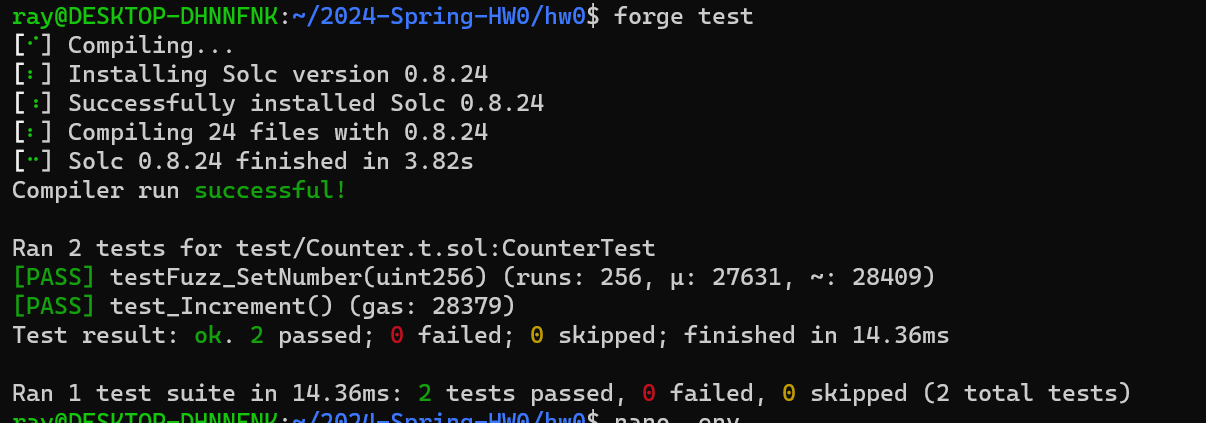 ray@DESKTOP-DHNNFNK:~/2024-Spring-HW0/hw0$ forge test
[⠊] Compiling...
[⠆] Installing Solc version 0.8.24
[⠰] Successfully installed Solc 0.8.24
[⠆] Compiling 24 files with 0.8.24
[⠒] Solc 0.8.24 finished in 3.82s
Compiler run successful!
Ran 2 tests for test/Counter.t.sol:CounterTest
[PASS] testFuzz_SetNumber(uint256) (runs: 256, μ: 27631, ~: 28409)
[PASS] test_Increment() (gas: 28379)
Test result: ok. 2 passed; 0 failed; 0 skipped; finished in 14.36ms
Ran 1 test suite in 14.36ms: 2 tests passed, 0 failed, 0 skipped (2 total tests)
ray@DESKTOP-DHNNFNK:~/2024-Spring-HW0/hw0$ nano .env